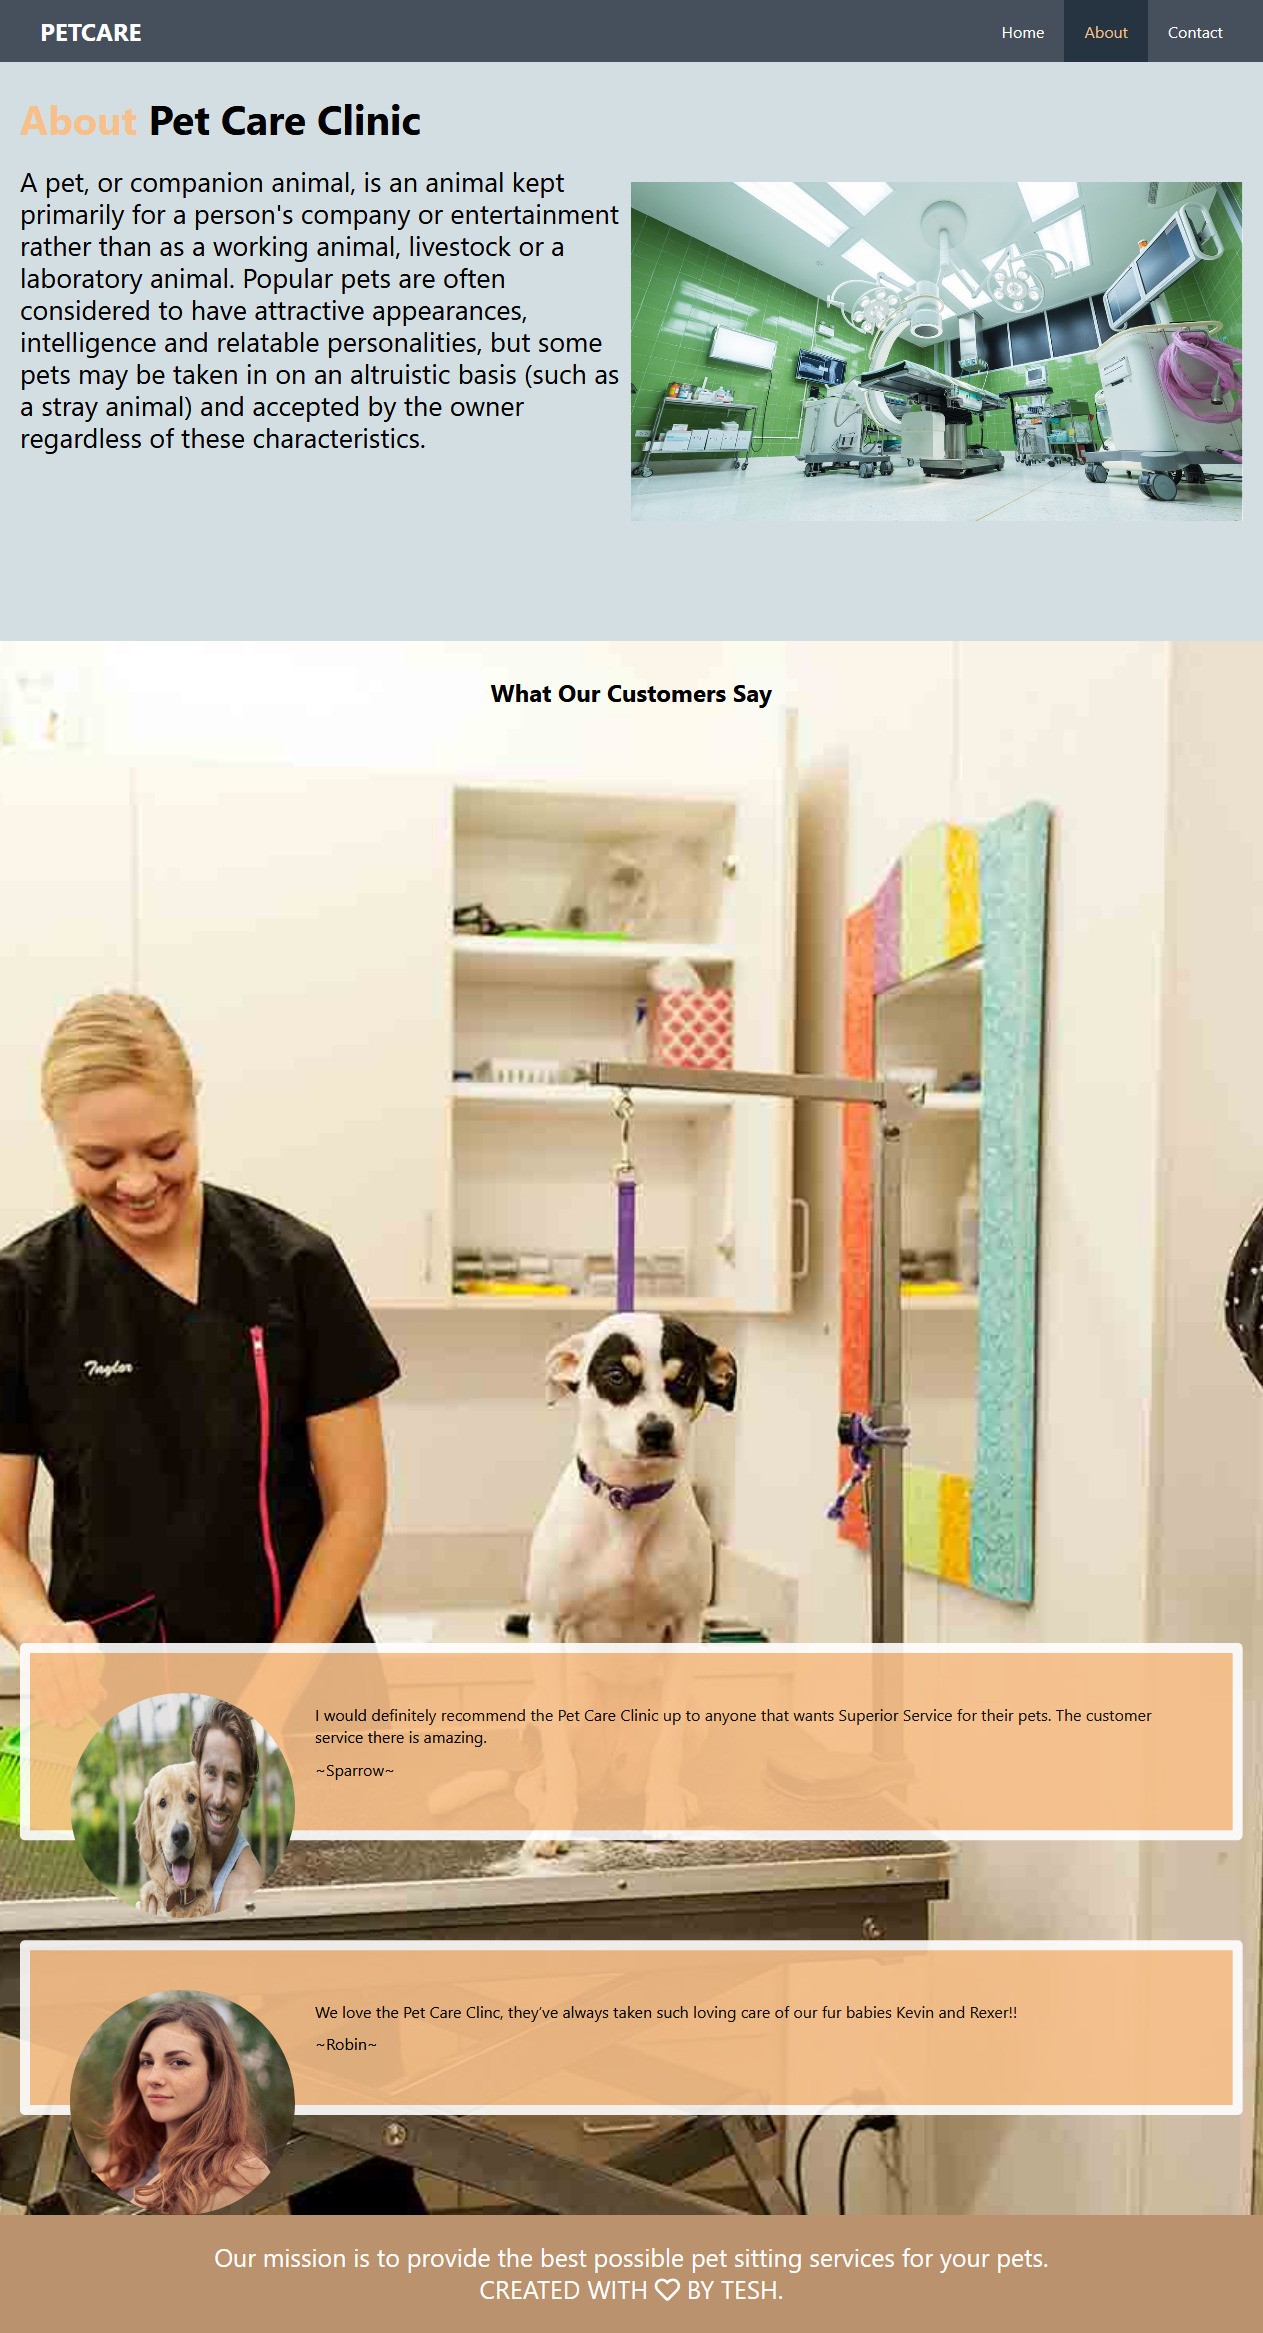 PETCARE
Home
About
Contact
About Pet Care Clinic
A pet, or companion animal, is an animal kept
primarily for a person's company or entertainment
rather than as a working animal, livestock or a
laboratory animal. Popular pets are often
considered to have attractive appearances,
intelligence and relatable personalities, but some
pets may be taken in on an altruistic basis (such as
a stray animal) and accepted by the owner
regardless of these characteristics.
What Our Customers Say
Taylor
I would definitely recommend the Pet Care Clinic up to anyone that wants Superior Service for their pets. The customer
service there is amazing.
~Sparrow~
We love the Pet Care Clinc, they’ve always taken such loving care of our fur babies Kevin and Rexer!!
~Robin~
Our mission is to provide the best possible pet sitting services for your pets.
CREATED WITH ♡ BY TESH.